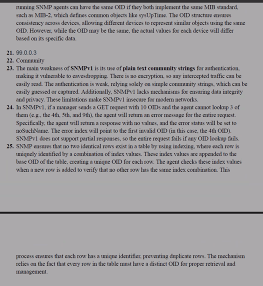 running SNMP agents can have the same OID if they both implement the same MIB standard,
such as MIB-2, which defines common objects like sysUpTime. The OID structure ensures
consistency across devices, allowing different devices to represent similar objects using the same
OID. However, while the OID may be the same, the actual values for each device will differ
based on its specific data.
21. 99.0.0.3
22. Community
23. The main weakness of SNMPv1 is its use of plain text community strings for authentication,
making it vulnerable to eavesdropping. There is no encryption, so any intercepted traffic can be
easily read. The authentication is weak, relying solely on simple community strings, which can be
easily guessed or captured. Additionally, SNMPv1 lacks mechanisms for ensuring data integrity
and privacy. These limitations make SNMPv1 insecure for modern networks.
24. In SNMPv1, if a manager sends a GET request with 10 OIDs and the agent cannot lookup 3 of
them (e.g., the 4th, 5th, and 9th), the agent will return an error message for the entire request.
Specifically, the agent will return a response with no values, and the error status will be set to
noSuchName. The error index will point to the first invalid OID (in this case, the 4th OID).
SNMPv1 does not support partial responses, so the entire request fails if any OID lookup fails.
25. SNMP ensures that no two identical rows exist in a table by using indexing, where each row is
uniquely identified by a combination of index values. These index values are appended to the
base OID of the table, creating a unique OID for each row. The agent checks these index values
when a new row is added to verify that no other row has the same index combination. This
process ensures that each row has a unique identifier, preventing duplicate rows. The mechanism
relies on the fact that every row in the table must have a distinct OID for proper retrieval and
management.